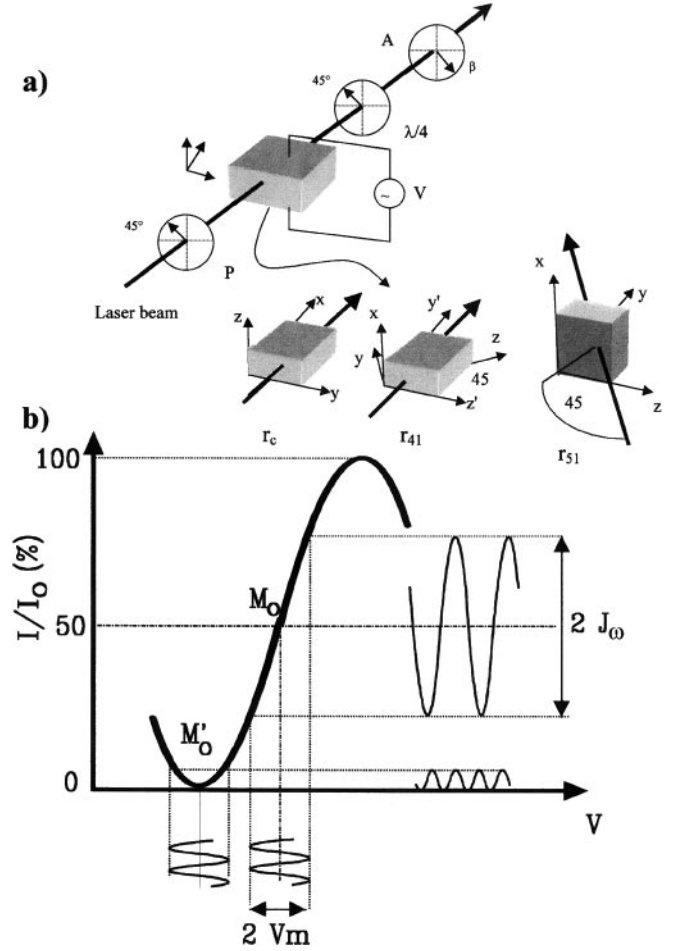 a)
A
β
45°
λ/4
V
~
45°
P
Laser beam
z
x
y
r_c
x
y'
y
z
45
z'
r_41
x
y
45
z
r_51
b)
I/I_O (%)
100
50
0
M_O
M'_O
2 J_ω
V
2 Vm